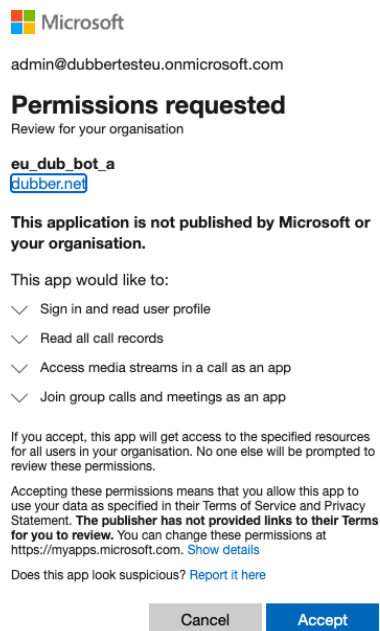 Microsoft
admin@dubbertesteu.onmicrosoft.com
Permissions requested
Review for your organisation
eu_dub_bot_a
dubber.net
This application is not published by Microsoft or
your organisation.
This app would like to:
Sign in and read user profile
Read all call records
Access media streams in a call as an app
Join group calls and meetings as an app
If you accept, this app will get access to the specified resources
for all users in your organisation. No one else will be prompted to
review these permissions.
Accepting these permissions means that you allow this app to
use your data as specified in their Terms of Service and Privacy
Statement. The publisher has not provided links to their Terms
for you to review. You can change these permissions at
https://myapps.microsoft.com. Show details
Does this app look suspicious? Report it here
Cancel
Accept